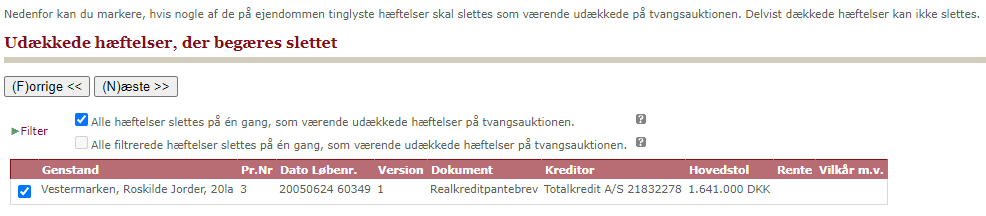 Nedenfor kan du markere, hvis nogle af de på ejendommen tinglyste hæftelser skal slettes som værende udækkede på tvangsauktionen. Delvist dækkede hæftelser kan ikke slettes.
Udækkede hæftelser, der begæres slettet
(F)orrige << (N)æste >>
Filter
Alle hæftelser slettes på én gang, som værende udækkede hæftelser på tvangsauktionen. ?
Alle filtrerede hæftelser slettes på én gang, som værende udækkede hæftelser på tvangsauktionen. ?
Genstand Pr.Nr Dato Løbenr. Version Dokument Kreditor Hovedstol Rente Vilkår m.v.
Vestermarken, Roskilde Jorder, 20la 3 20050624 60349 1 Realkreditpantebrev Totalkredit A/S 21832278 1.641.000 DKK